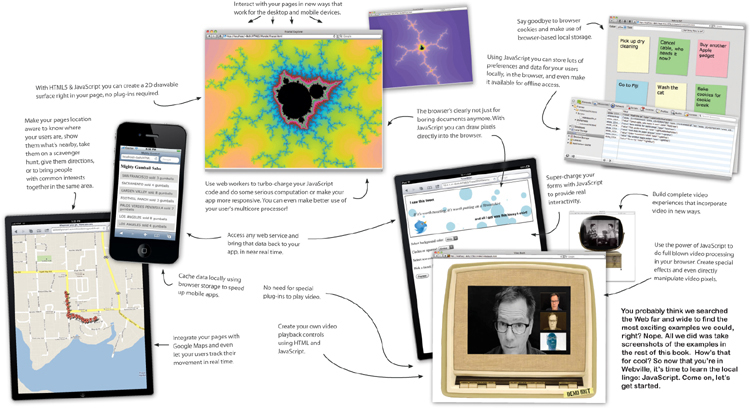 Interact with your pages in new ways that
work for the desktop and mobile devices.
Say goodbye to browser
cookies and make use of
browser-based local storage.
Pick up dry
cleaning
Cancel
cable, who
needs it
now?
Buy another
Apple
gadget
Go to Fiji
Wash the
cat
Bake
cookies for
cookie
break
With HTML5 & JavaScript you can create a 2D drawable
surface right in your page, no plug-ins required.
Using JavaScript you can store lots of
preferences and data for your users
locally, in the browser, and even make
it available for offline access.
Make your pages location
aware to know where
your users are, show
them what's nearby, take
them on a scavenger
hunt, give them directions,
or to bring people
with common interests
together in the same area.
The browser's clearly not just for
boring documents anymore. With
JavaScript you can draw pixels
directly into the browser.
Mighty Gumball Sales
Use web workers to turbo-charge your JavaScript
code and do some serious computation or make your
app more responsive. You can even make better use of
your user's multicore processor!
Super-charge your
forms with JavaScript
to provide real
interactivity.
Build complete video
experiences that incorporate
video in new ways.
Access any web service and
bring that data back to your
app, in near real time.
Use the power of JavaScript to
do full blown video processing in
your browser. Create special
effects and even directly
manipulate video pixels.
Cache data locally using
browser storage to speed
up mobile apps.
No need for special
plug-ins to play video.
Integrate your pages with
Google Maps and even
let your users track their
movement in real time.
Create your own video
playback controls
using HTML and
JavaScript.
You probably think we searched
the Web far and wide to find the
most exciting examples we could,
right? Nope. All we did was take
screenshots of the examples in
the rest of this book. How's that
for cool? So now that you're in
Webville, it's time to learn the local
lingo: JavaScript. Come on, let's
get started.
DEMO UNIT